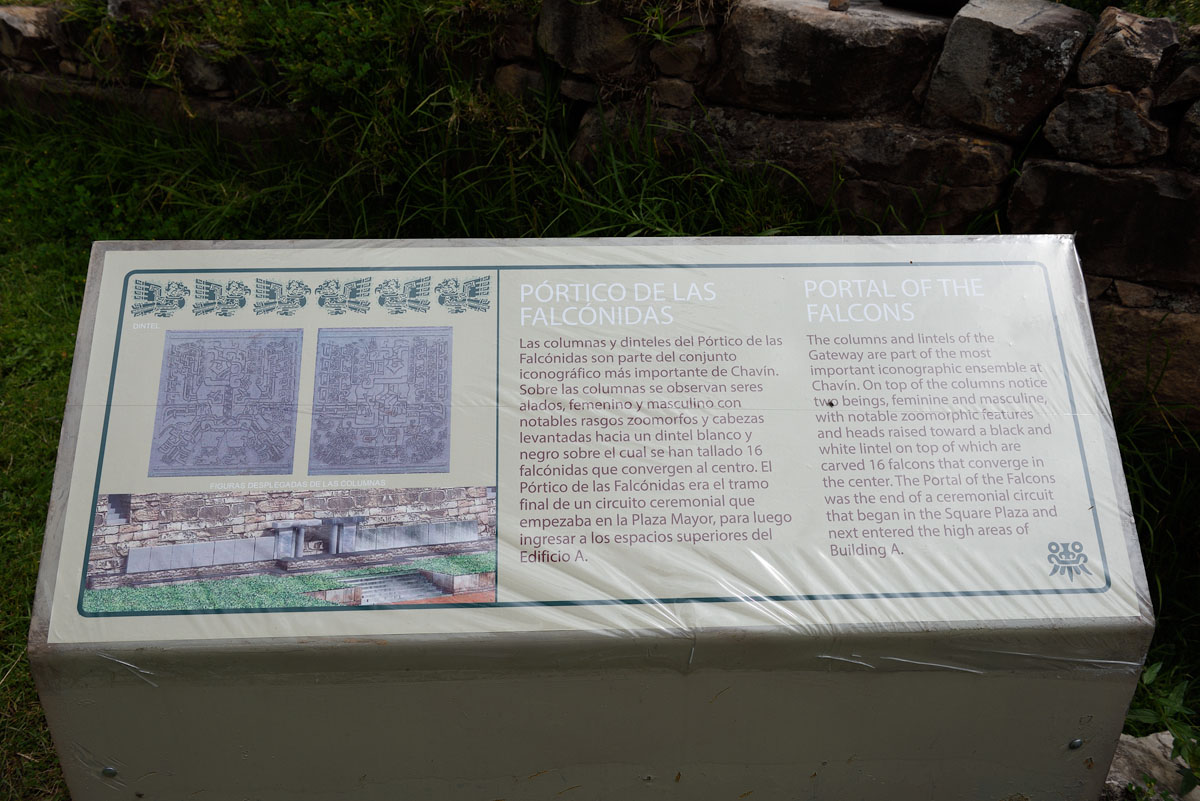 DINTEL
FIGURAS DESPLEGADAS DE LAS COLUMNAS
PÓRTICO DE LAS
FALCÓNIDAS
Las columnas y dinteles del Pórtico de las
Falcónidas son parte del conjunto
iconográfico más importante de Chavín.
Sobre las columnas se observan seres
alados, femenino y masculino con
notables rasgos zoomorfos y cabezas
levantadas hacia un dintel blanco y
negro sobre el cual se han tallado 16
falcónidas que convergen al centro. El
Pórtico de las Falcónidas era el tramo
final de un circuito ceremonial que
empezaba en la Plaza Mayor, para luego
ingresar a los espacios superiores del
Edificio A.
PORTAL OF THE
FALCONS
The columns and lintels of the
Gateway are part of the most
important iconographic ensemble at
Chavín. On top of the columns notice
two beings, feminine and masculine,
with notable zoomorphic features
and heads raised toward a black and
white lintel on top of which are
carved 16 falcons that converge in
the center. The Portal of the Falcons
was the end of a ceremonial circuit
that began in the Square Plaza and
next entered the high areas of
Building A.